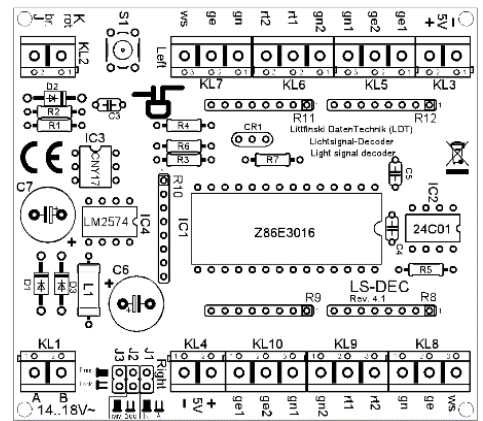 K J S1 ws ge gn rt2 rt1 gn2 gn1 ge2 ge1 + 5V -
rot br
KL2 Left KL7 KL6 KL5 KL3
D2 R11 R12
R2 C3
R1 R4 CR1 Littfinski DatenTechnik (LDT)
IC3 R6 Lichtsignal-Decoder
CNY17 R3 R7 Light signal decoder
CE
C7 R10 C5 IC2
LM2574 IC4 IC1 Z86E3016 C4 24C01
+
C6 R5
D1 D3 L1 + LS-DEC
R9 Rev. 4.1 R8
KL1 J3 J2 J1 Right KL4 KL10 KL9 KL8
A B - 5V + ge1 ge2 gn1 gn2 rt1 rt2 gn ge ws
14..18V~